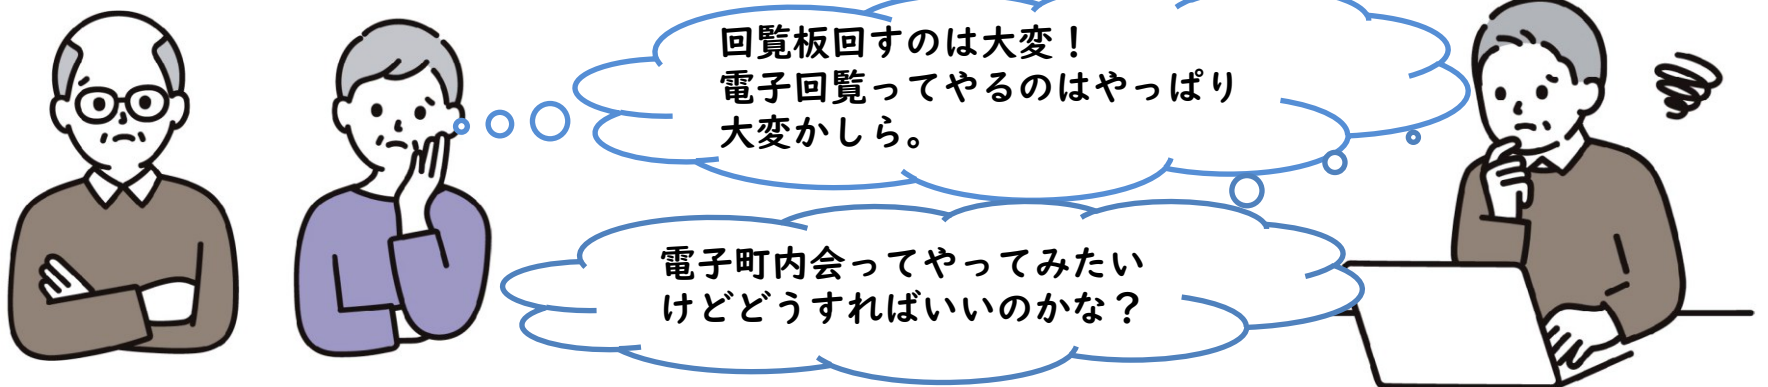 回覧板回すのは大変！
電子回覧ってやるのはやっぱり
大変かしら。
電子町内会ってやってみたい
けどどうすればいいのかな？